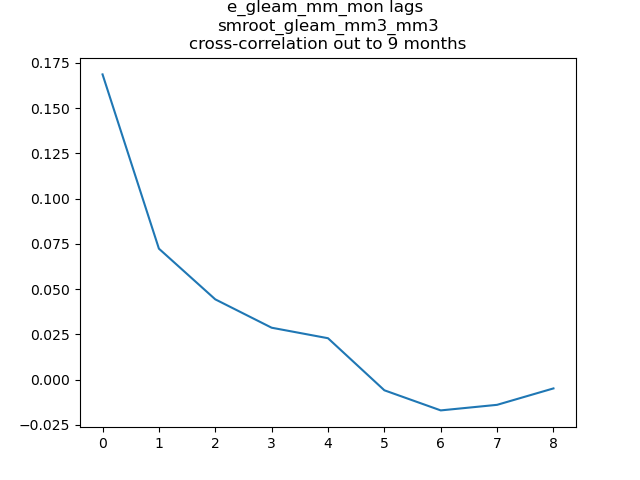 e_gleam_mm_mon lags
smroot_gleam_mm3_mm3
cross-correlation out to 9 months
0.175
0.150
0.125
0.100
0.075
0.050
0.025
0.000
−0.025
0 1 2 3 4 5 6 7 8